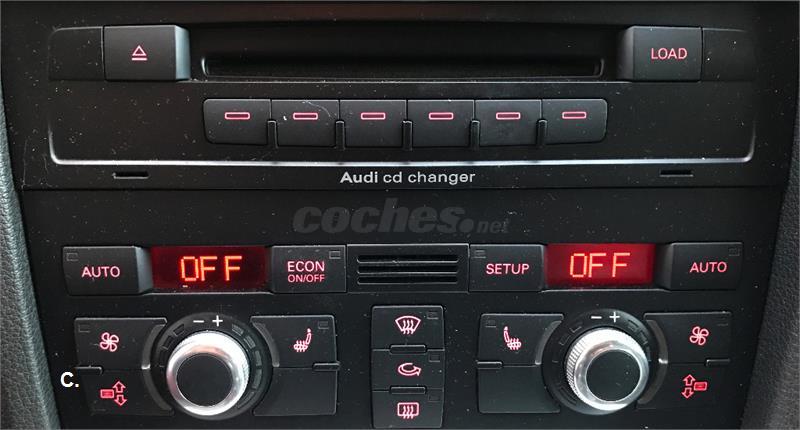 LOAD
Audi cd changer
coches.net
AUTO OFF ECON ON/OFF SETUP OFF AUTO
- + - +
C.